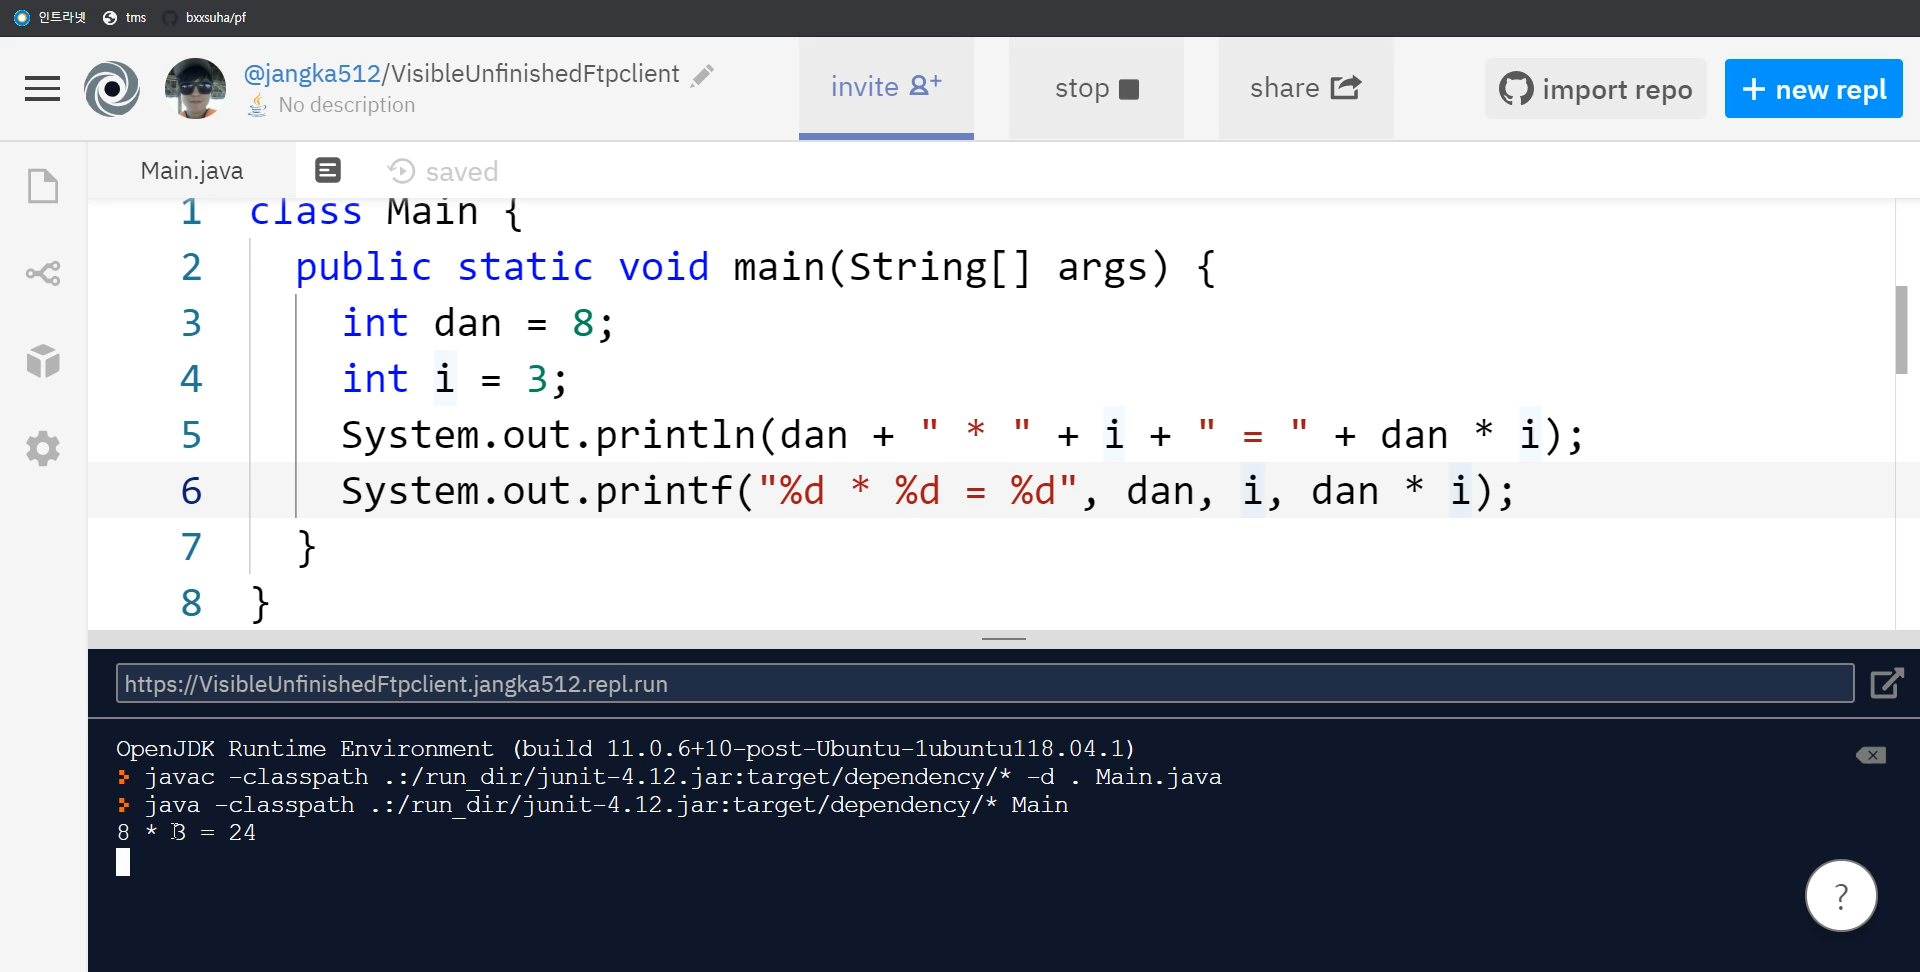 인트라넷 tms bxxsuha/pf
@jangka512/VisibleUnfinishedFtpclient
No description
invite
stop
share
import repo
+ new repl
Main.java
saved
1 class Main {
2 public static void main(String[] args) {
3 int dan = 8;
4 int i = 3;
5 System.out.println(dan + " * " + i + " = " + dan * i);
6 System.out.printf("%d * %d = %d", dan, i, dan * i);
7 }
8 }
https://VisibleUnfinishedFtpclient.jangka512.repl.run
OpenJDK Runtime Environment (build 11.0.6+10-post-Ubuntu-1ubuntu118.04.1)
javac -classpath .:/run_dir/junit-4.12.jar:target/dependency/* -d . Main.java
java -classpath .:/run_dir/junit-4.12.jar:target/dependency/* Main
8 * 3 = 24
?